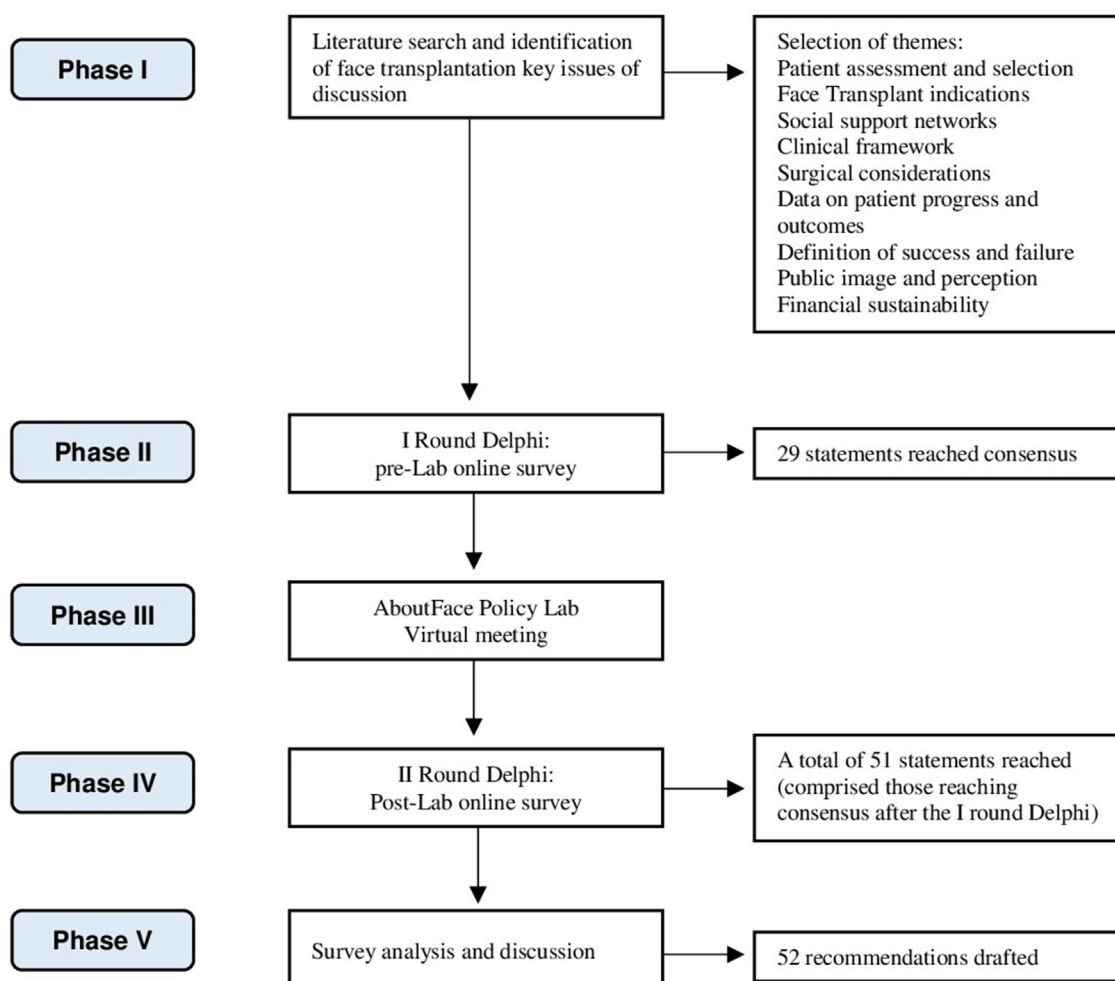 Phase I
Literature search and identification
of face transplantation key issues of
discussion
Selection of themes:
Patient assessment and selection
Face Transplant indications
Social support networks
Clinical framework
Surgical considerations
Data on patient progress and
outcomes
Definition of success and failure
Public image and perception
Financial sustainability
Phase II
I Round Delphi:
pre-Lab online survey
29 statements reached consensus
Phase III
AboutFace Policy Lab
Virtual meeting
Phase IV
II Round Delphi:
Post-Lab online survey
A total of 51 statements reached
(comprised those reaching
consensus after the I round Delphi)
Phase V
Survey analysis and discussion
52 recommendations drafted